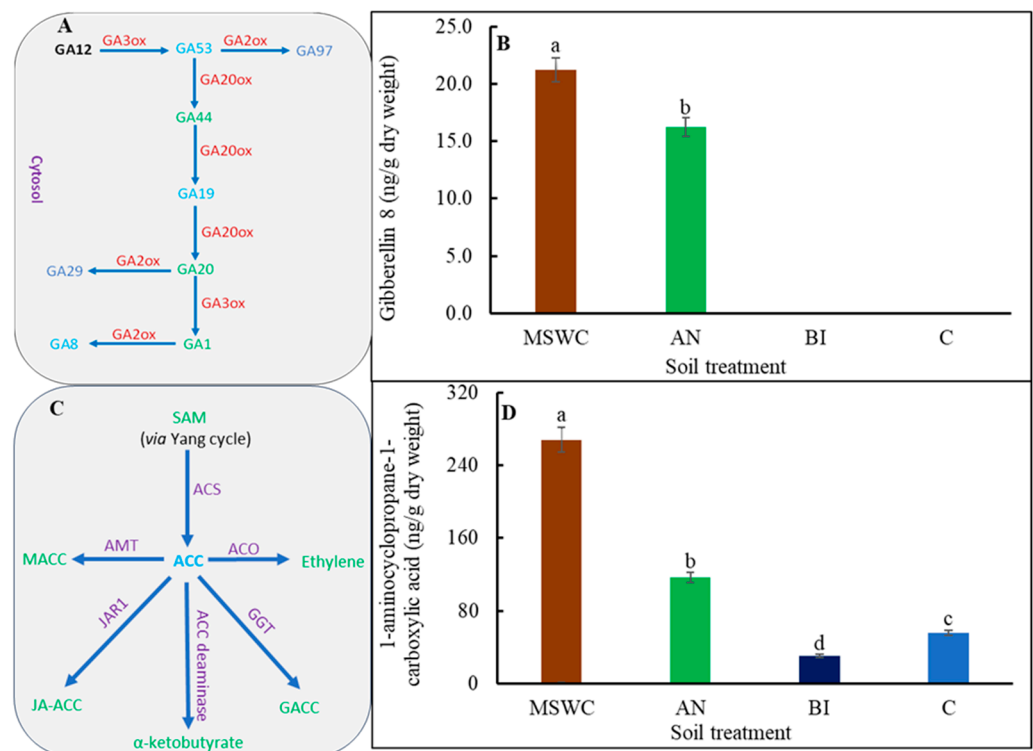 A
GA12 GA3ox GA53 GA2ox GA97
GA20ox
GA44
GA20ox
Cytosol
GA19
GA20ox
GA29 GA2ox GA20
GA3ox
GA8 GA2ox GA1
B
Gibberellin 8 (ng/g dry weight)
25.0
20.0
15.0
10.0
5.0
0.0
a
b
MSWC AN BI C
Soil treatment
C
SAM
(via Yang cycle)
ACS
MACC AMT ACC ACO Ethylene
JAR1 ACC deaminase GGT
JA-ACC GACC
α-ketobutyrate
D
1-aminocyclopropane-1-
carboxylic acid (ng/g dry weight)
320
240
160
80
0
a
b
d
c
MSWC AN BI C
Soil treatment